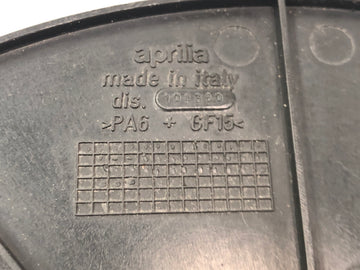 aprilia
made in italy
dis.
>PA6 + GF15<